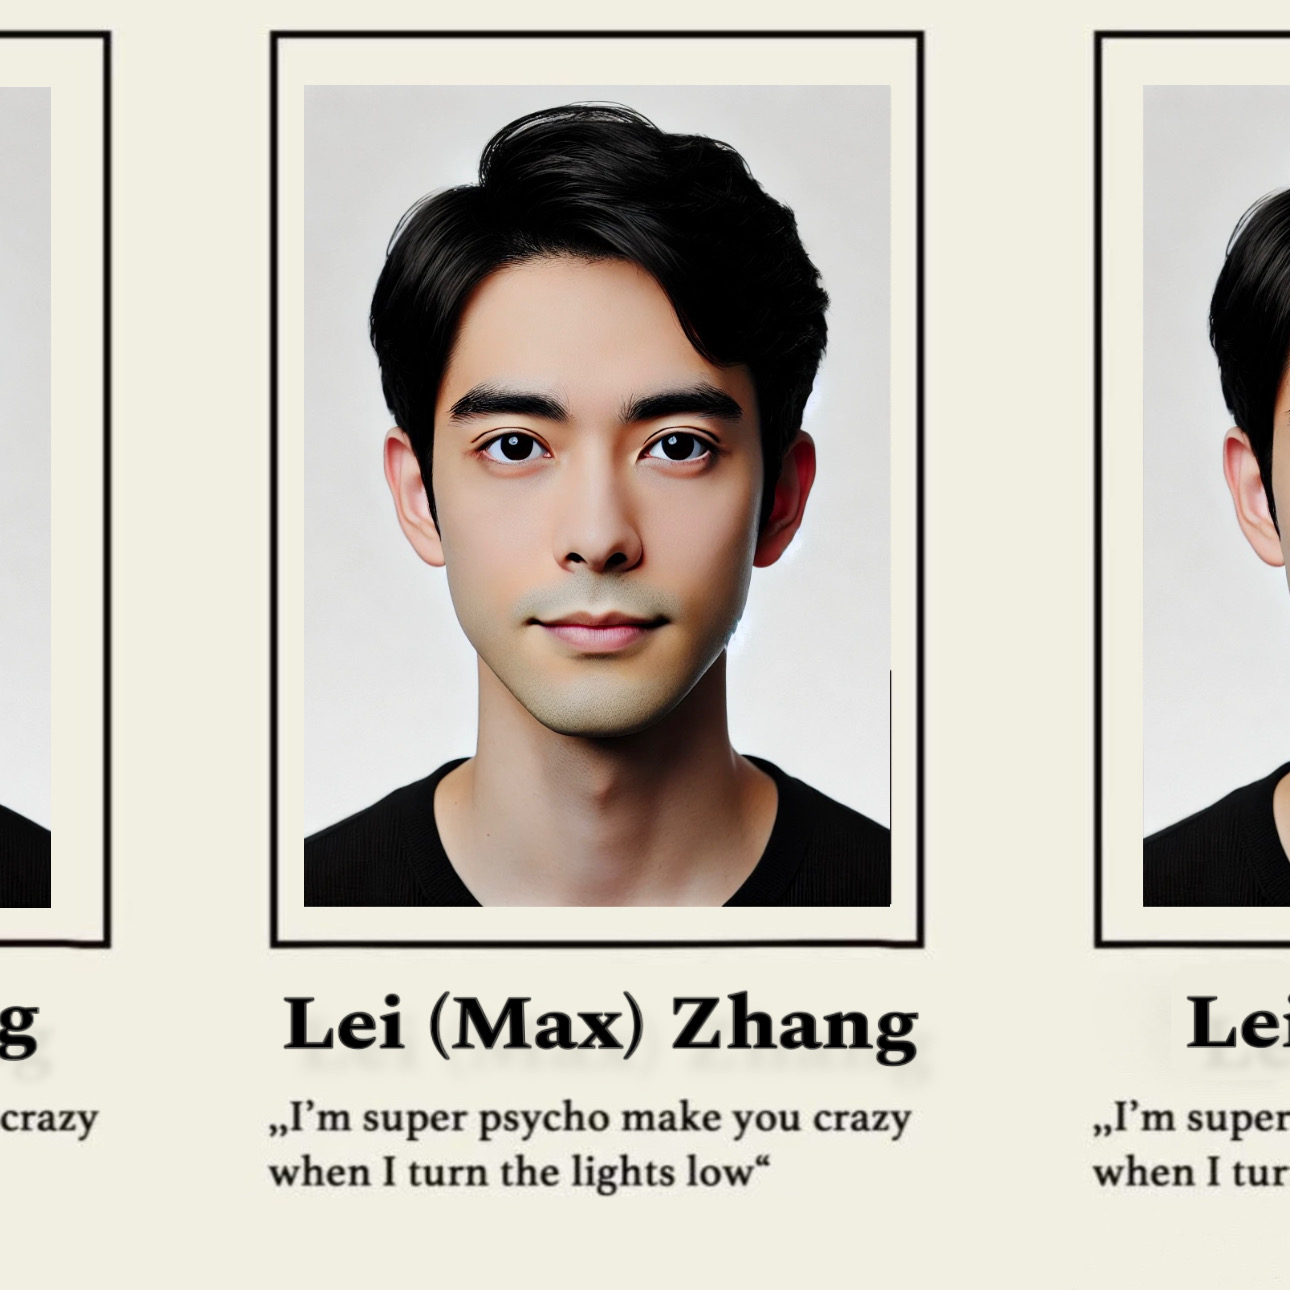 g
Lei (Max) Zhang
Lei
crazy
„I’m super psycho make you crazy
when I turn the lights low“
„I’m super
when I tur